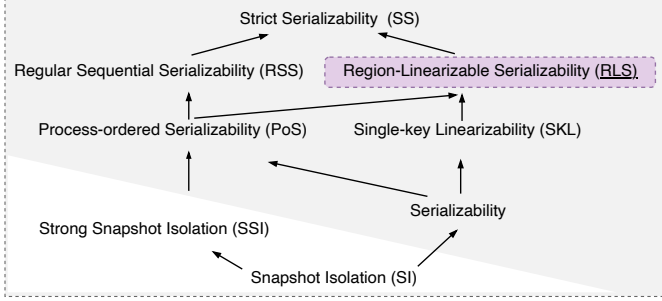 Strict Serializability (SS)
Regular Sequential Serializability (RSS)
Region-Linearizable Serializability (RLS)
Process-ordered Serializability (PoS)
Single-key Linearizability (SKL)
Serializability
Strong Snapshot Isolation (SSI)
Snapshot Isolation (SI)